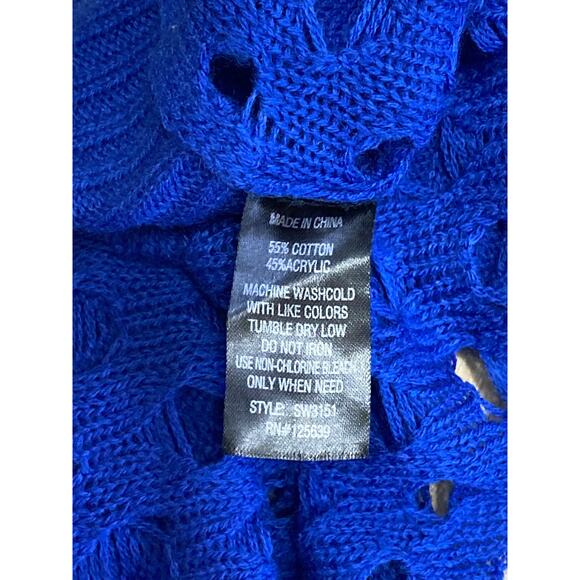 MADE IN CHINA
55% COTTON
45%ACRYLIC
MACHINE WASHCOLD
WITH LIKE COLORS
TUMBLE DRY LOW
DO NOT IRON
USE NON-CHLORINE BLEACH
ONLY WHEN NEED
STYLE: SW3151
RN#125639